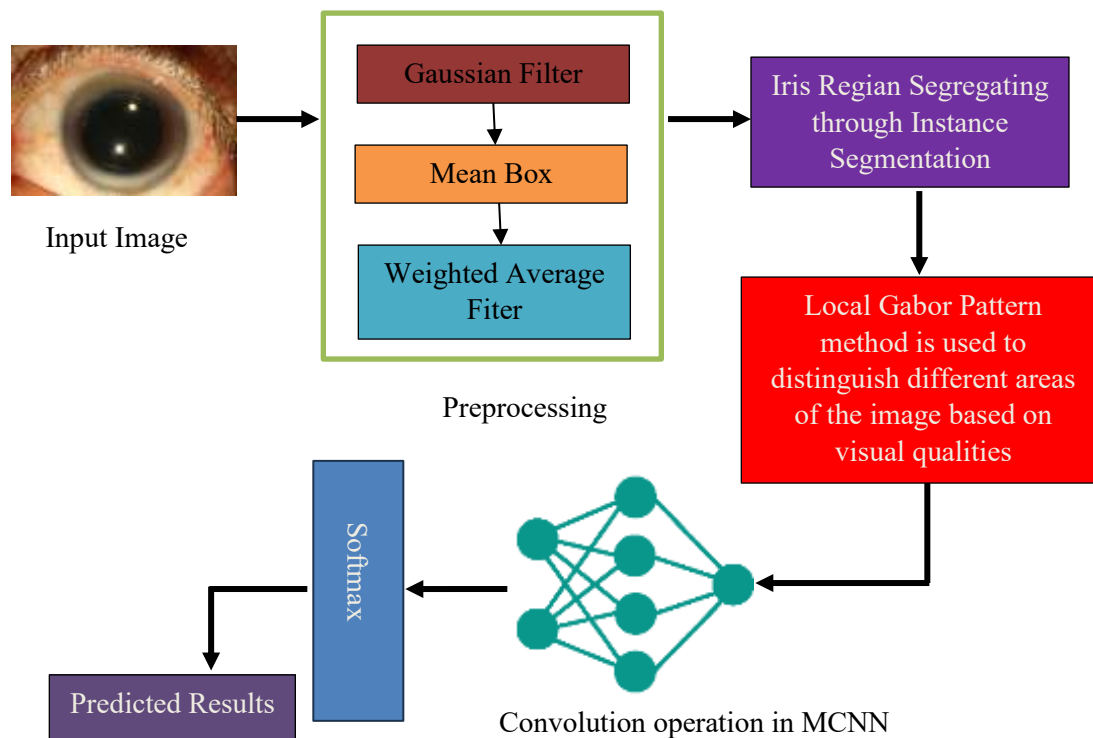 Input Image
Gaussian Filter
Mean Box
Weighted Average
Fiter
Preprocessing
Iris Regian Segregating
through Instance
Segmentation
Local Gabor Pattern
method is used to
distinguish different areas
of the image based on
visual qualities
Convolution operation in MCNN
Softmax
Predicted Results